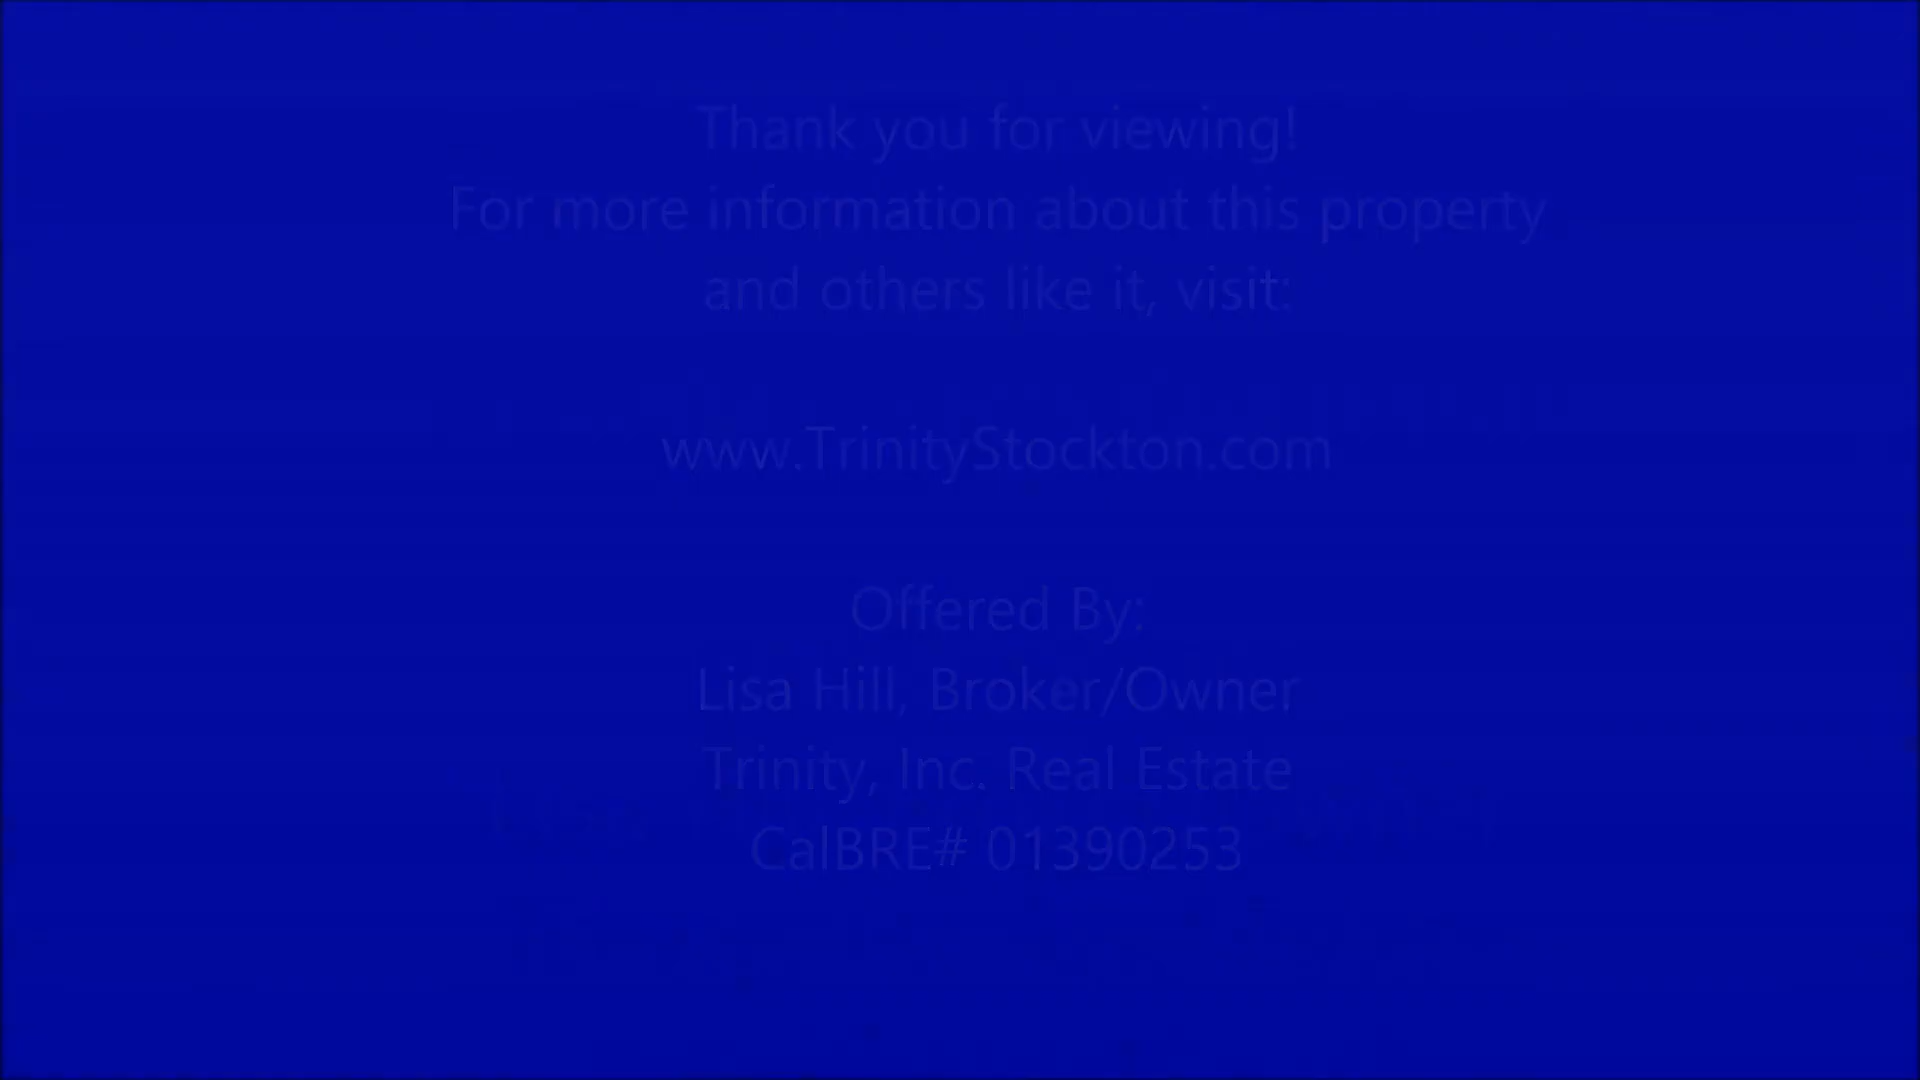 Thank you for viewing!
For more information about this property
and others like it, visit:
www.TrinityStockton.com
Offered By:
Lisa Hill, Broker/Owner
Trinity, Inc. Real Estate
CalBRE# 01390253